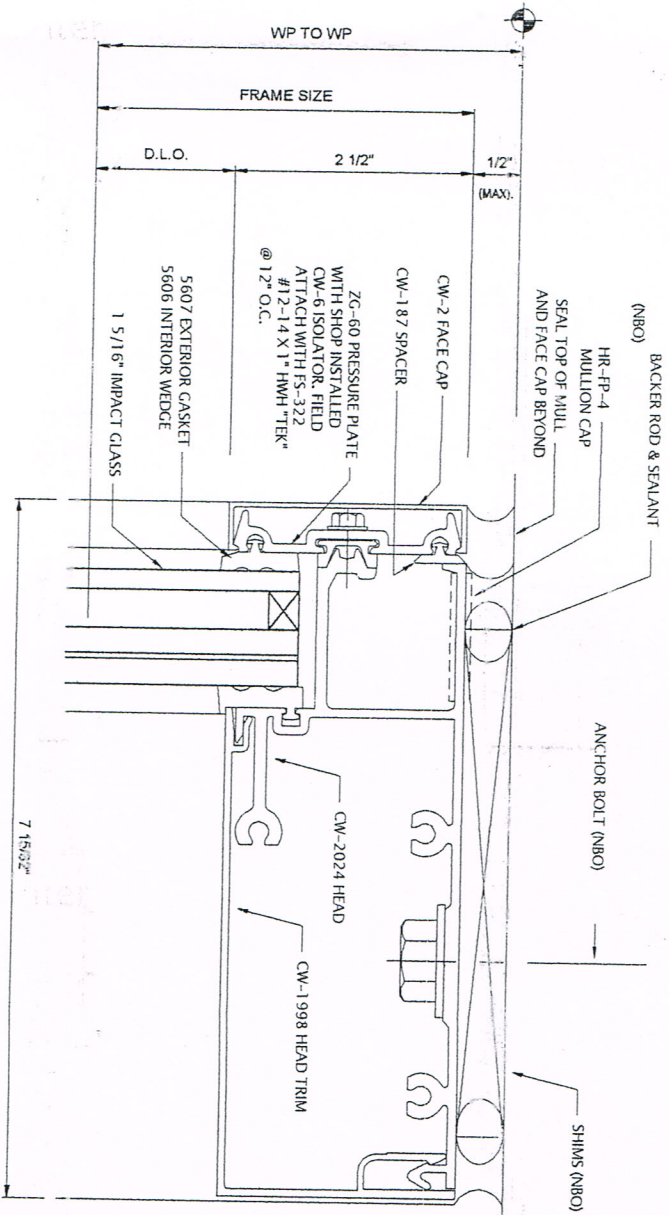 WP TO WP
FRAME SIZE
D.L.O.
2 1/2"
1/2"
(MAX).
BACKER ROD & SEALANT
(NBO)
HR-FP-4
MULLION CAP
SEAL TOP OF MULL
AND FACE CAP BEYOND
CW-2 FACE CAP
CW-187 SPACER
ZG-60 PRESSURE PLATE
WITH SHOP INSTALLED
CW-6 ISOLATOR. FIELD
ATTACH WITH FS-322
#12-14 X 1" HWH "TEK"
@ 12" O.C.
5607 EXTERIOR GASKET
5606 INTERIOR WEDGE
1 5/16" IMPACT GLASS
ANCHOR BOLT (NBO)
SHIMS (NBO)
CW-2024 HEAD
CW-1998 HEAD TRIM
7 15/32"